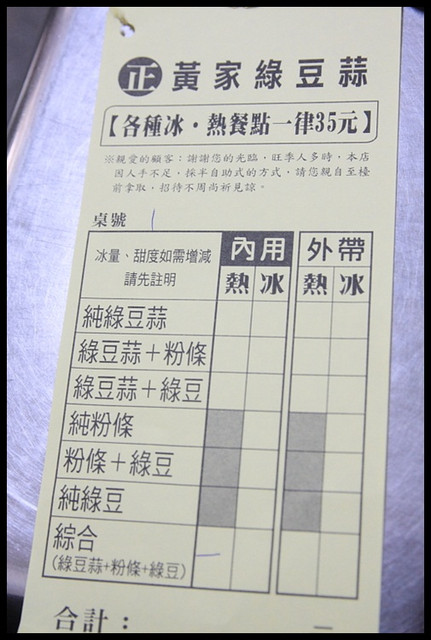 正 黃家綠豆蒜
【各種冰・熱餐點一律35元】
※親愛的顧客：謝謝您的光臨，旺季人多時，本店
因人手不足，採半自助式的方式，請您親自至檯
前拿取，招待不周尚祈見諒。
桌號
冰量、甜度如需增減
請先註明
內用 外帶
熱 冰 熱 冰
純綠豆蒜
綠豆蒜＋粉條
綠豆蒜＋綠豆
純粉條
粉條＋綠豆
純綠豆
綜合
(綠豆蒜+粉條+綠豆)
合計：